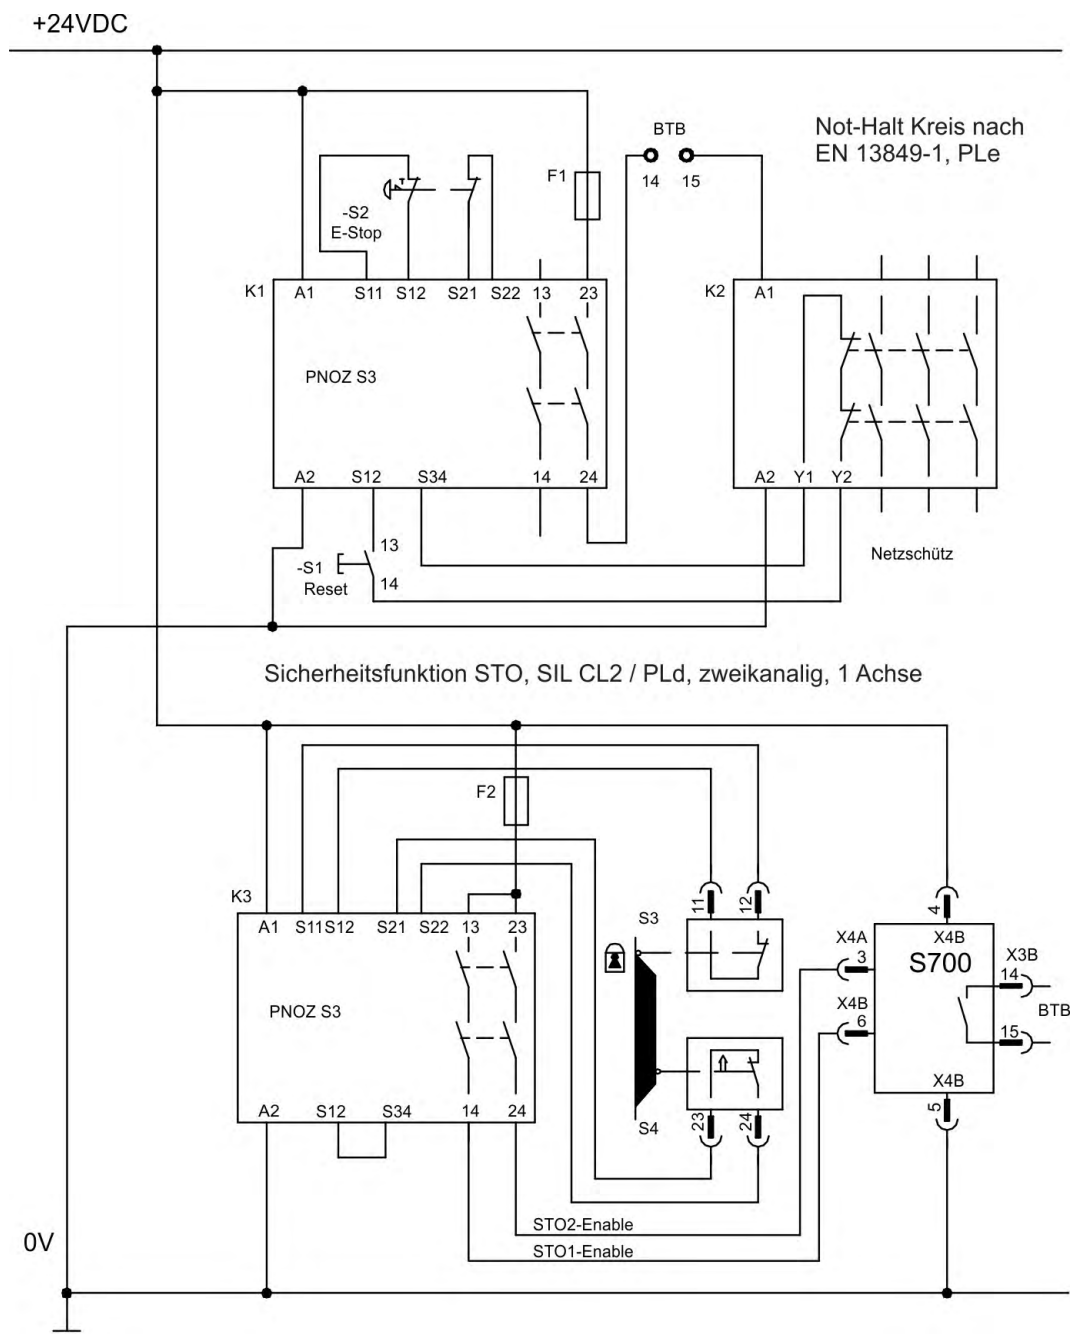 +24VDC
Not-Halt Kreis nach
EN 13849-1, PLe
BTB
14 15
F1
-S2
E-Stop
K1
A1 S11 S12 S21 S22 13 23
PNOZ S3
A2 S12 S34 14 24
K2
A1
A2 Y1 Y2
Netzschütz
13
-S1
Reset
14
Sicherheitsfunktion STO, SIL CL2 / PLd, zweikanalig, 1 Achse
F2
K3
A1 S11 S12 S21 S22 13 23
PNOZ S3
A2 S12 S34 14 24
S3
11 12
S4
23 24
4
X4B
S700
X4A
3
X4B
6
X3B
14
BTB
15
X4B
5
STO2-Enable
STO1-Enable
0V